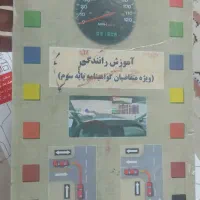 آموزش رانندگی
(ویژه متقاضیان گواهینامه پایه سوم)